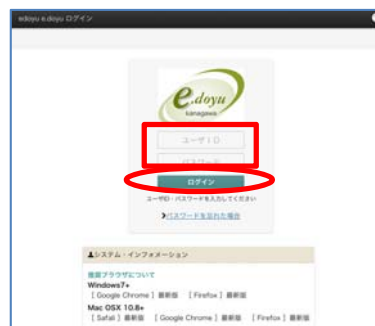 edoyu e.doyu ログイン
e.doyu
kanagawa
ユーザID
パスワード
ログイン
ユーザID・パスワードを入力してください
パスワードを忘れた場合
システム・インフォメーション
推奨ブラウザについて
Windows7+
[ Google Chrome ] 最新版 [ Firefox ] 最新版
Mac OSX 10.8+
[ Safali ] 最新版 [ Google Chrome ] 最新版 [ Firefox ] 最新版